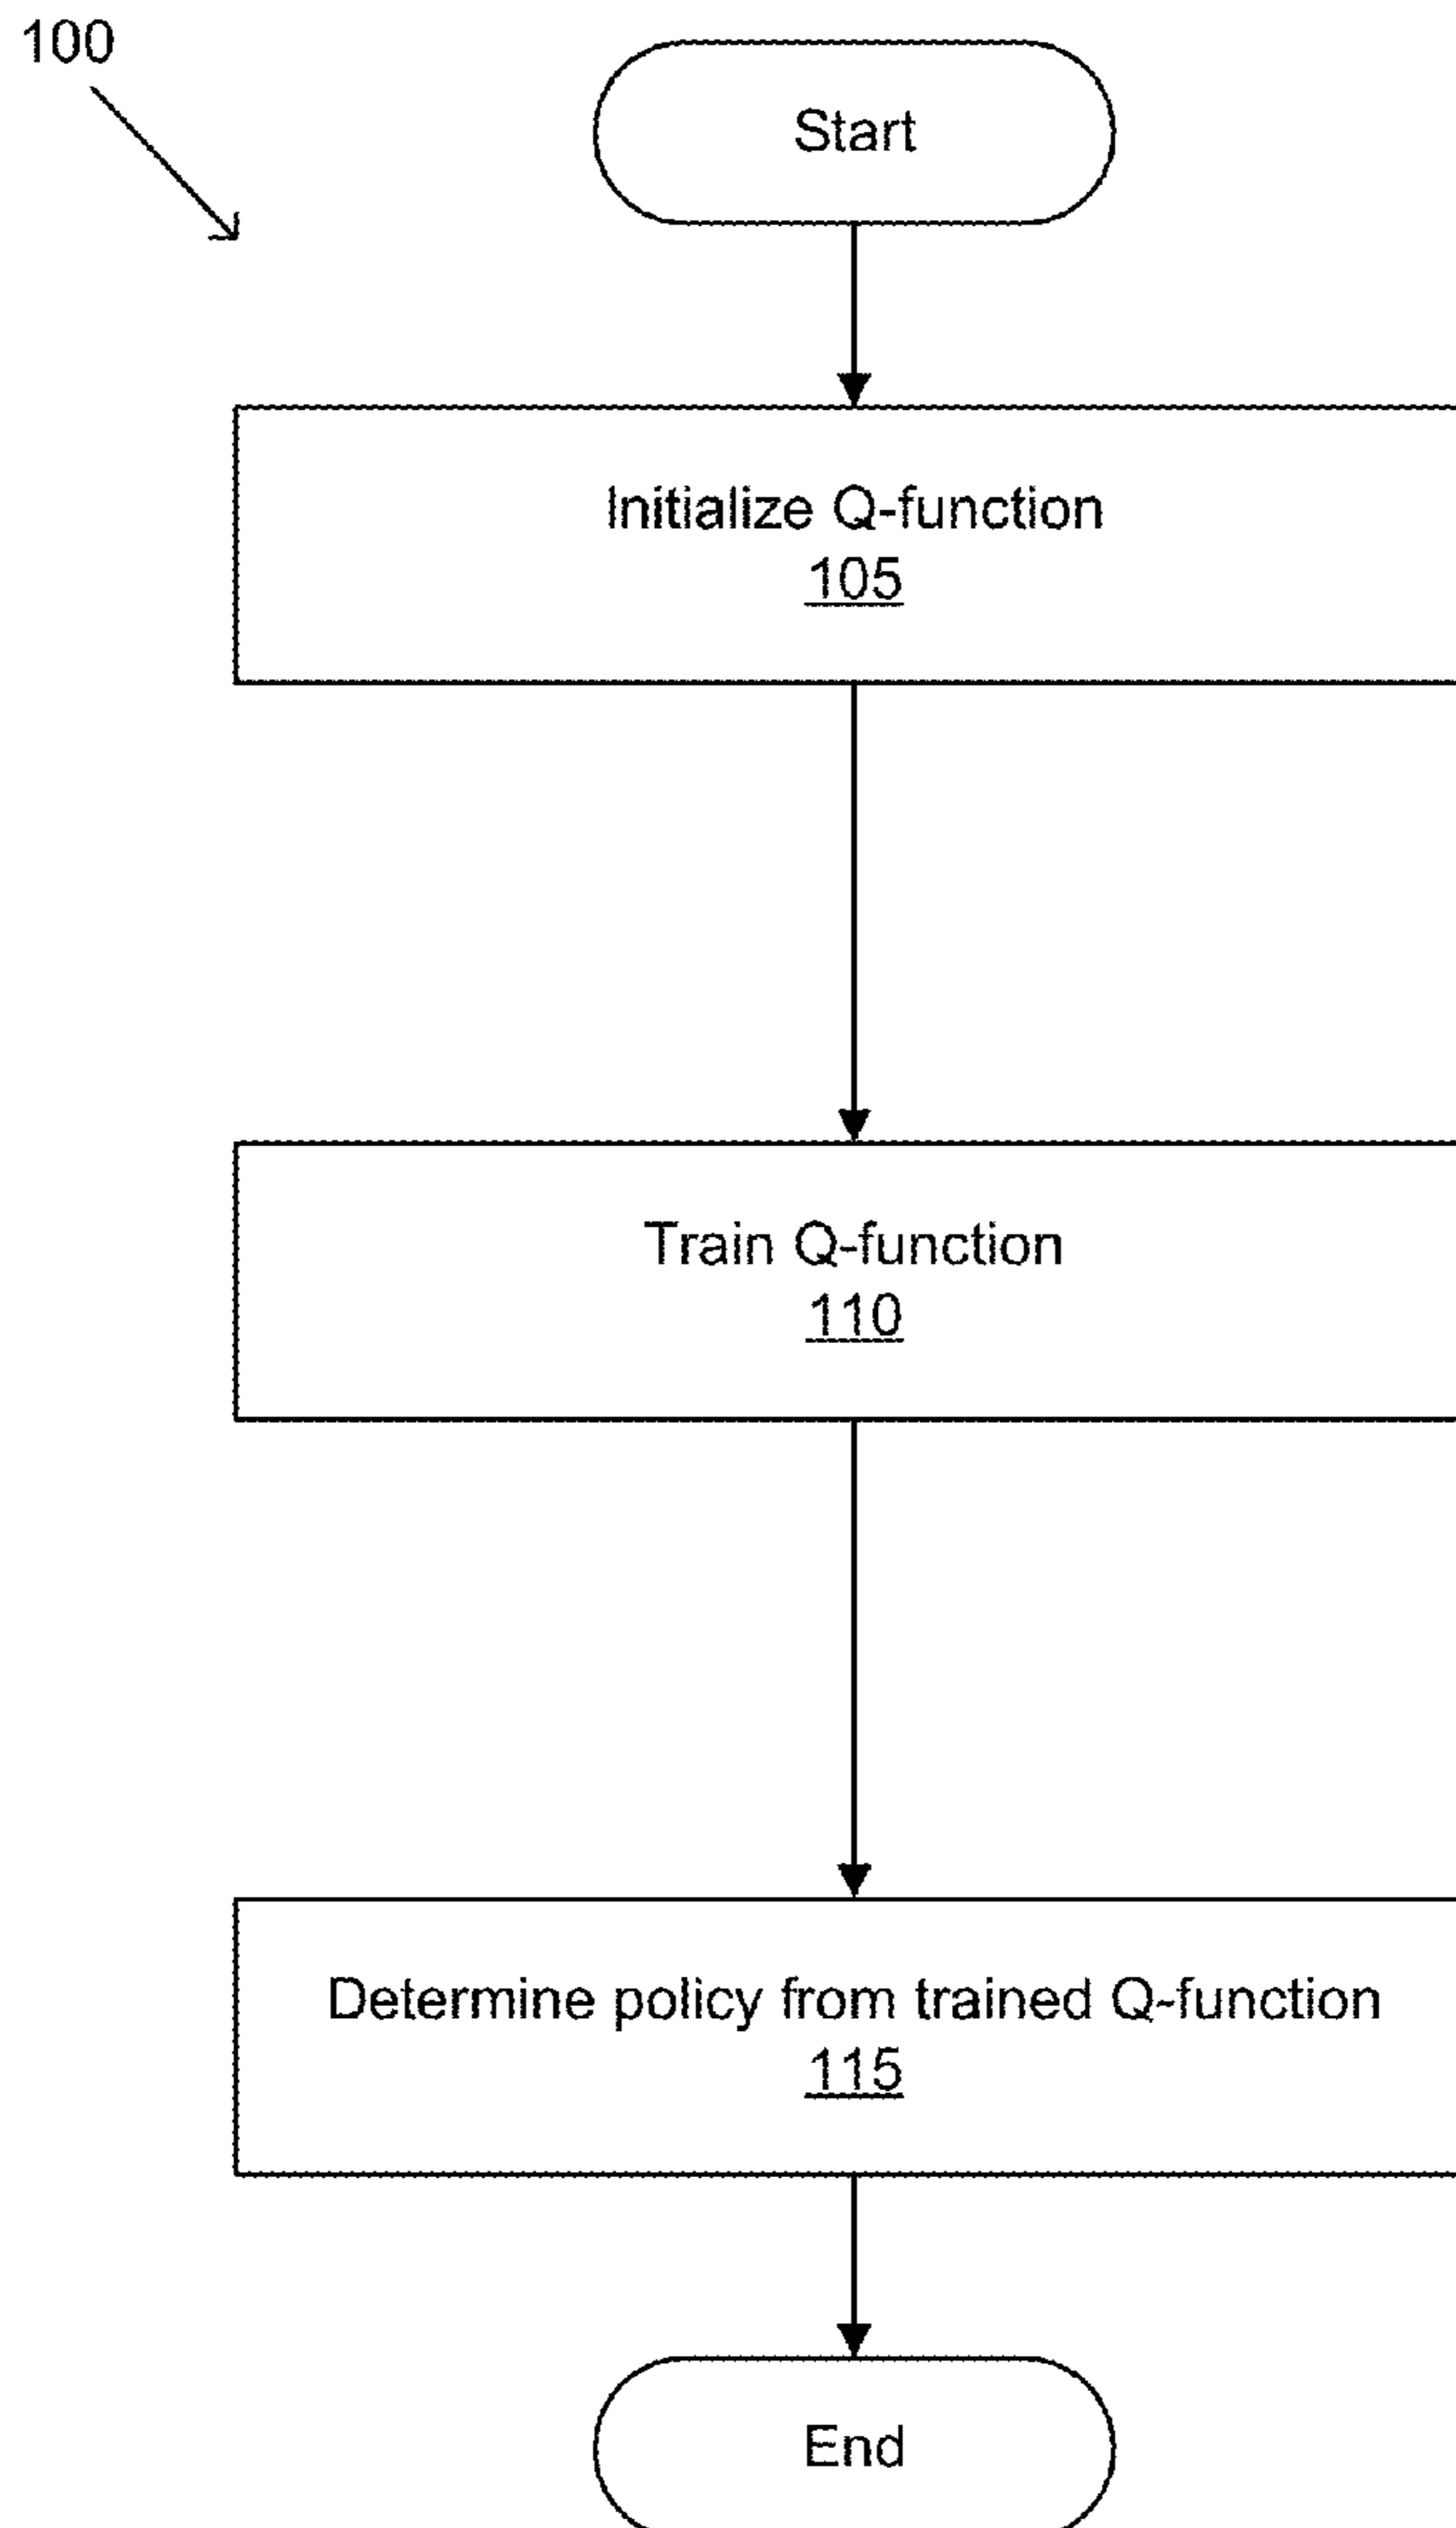 100
Start
Initialize Q-function
105
Train Q-function
110
Determine policy from trained Q-function
115
End